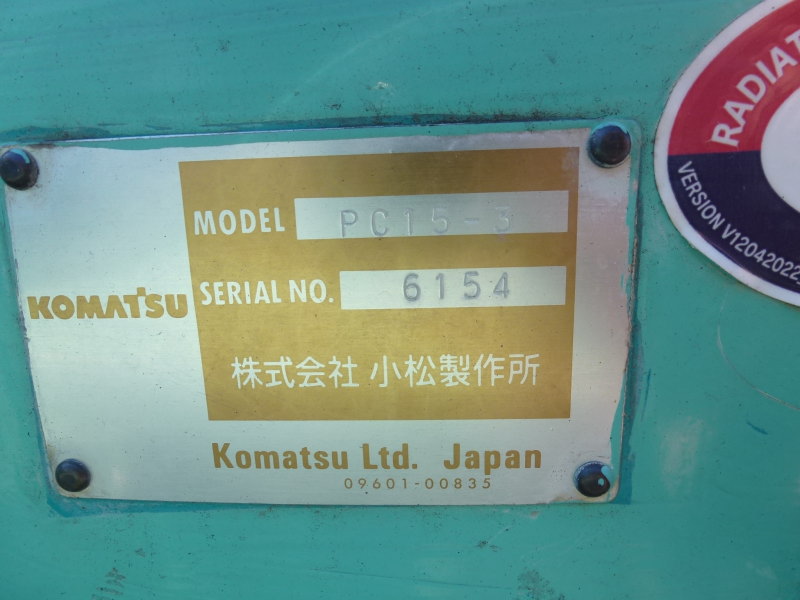 KOMATSU
MODEL PC15-3
SERIAL NO. 6154
株式会社 小松製作所
Komatsu Ltd. Japan
09601-00835
VERSION V12042022